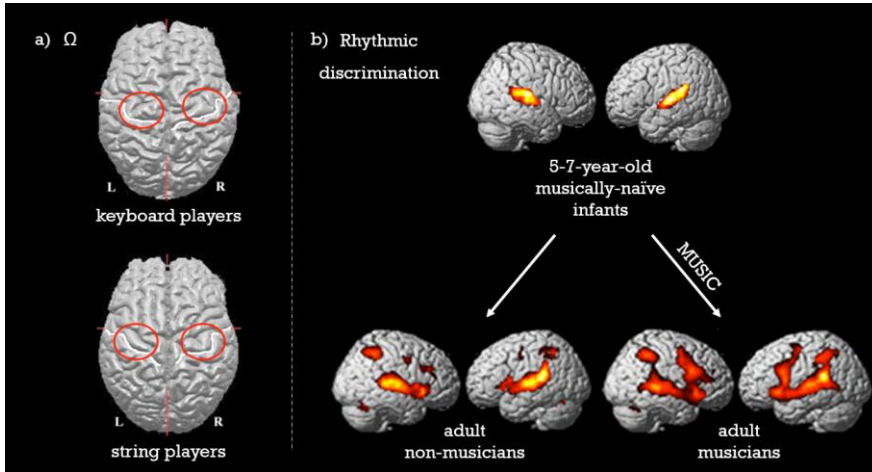 a) Ω
L
R
keyboard players
L
R
string players
b) Rhythmic
discrimination
5-7-year-old
musically-naïve
infants
MUSIC
adult
non-musicians
adult
musicians